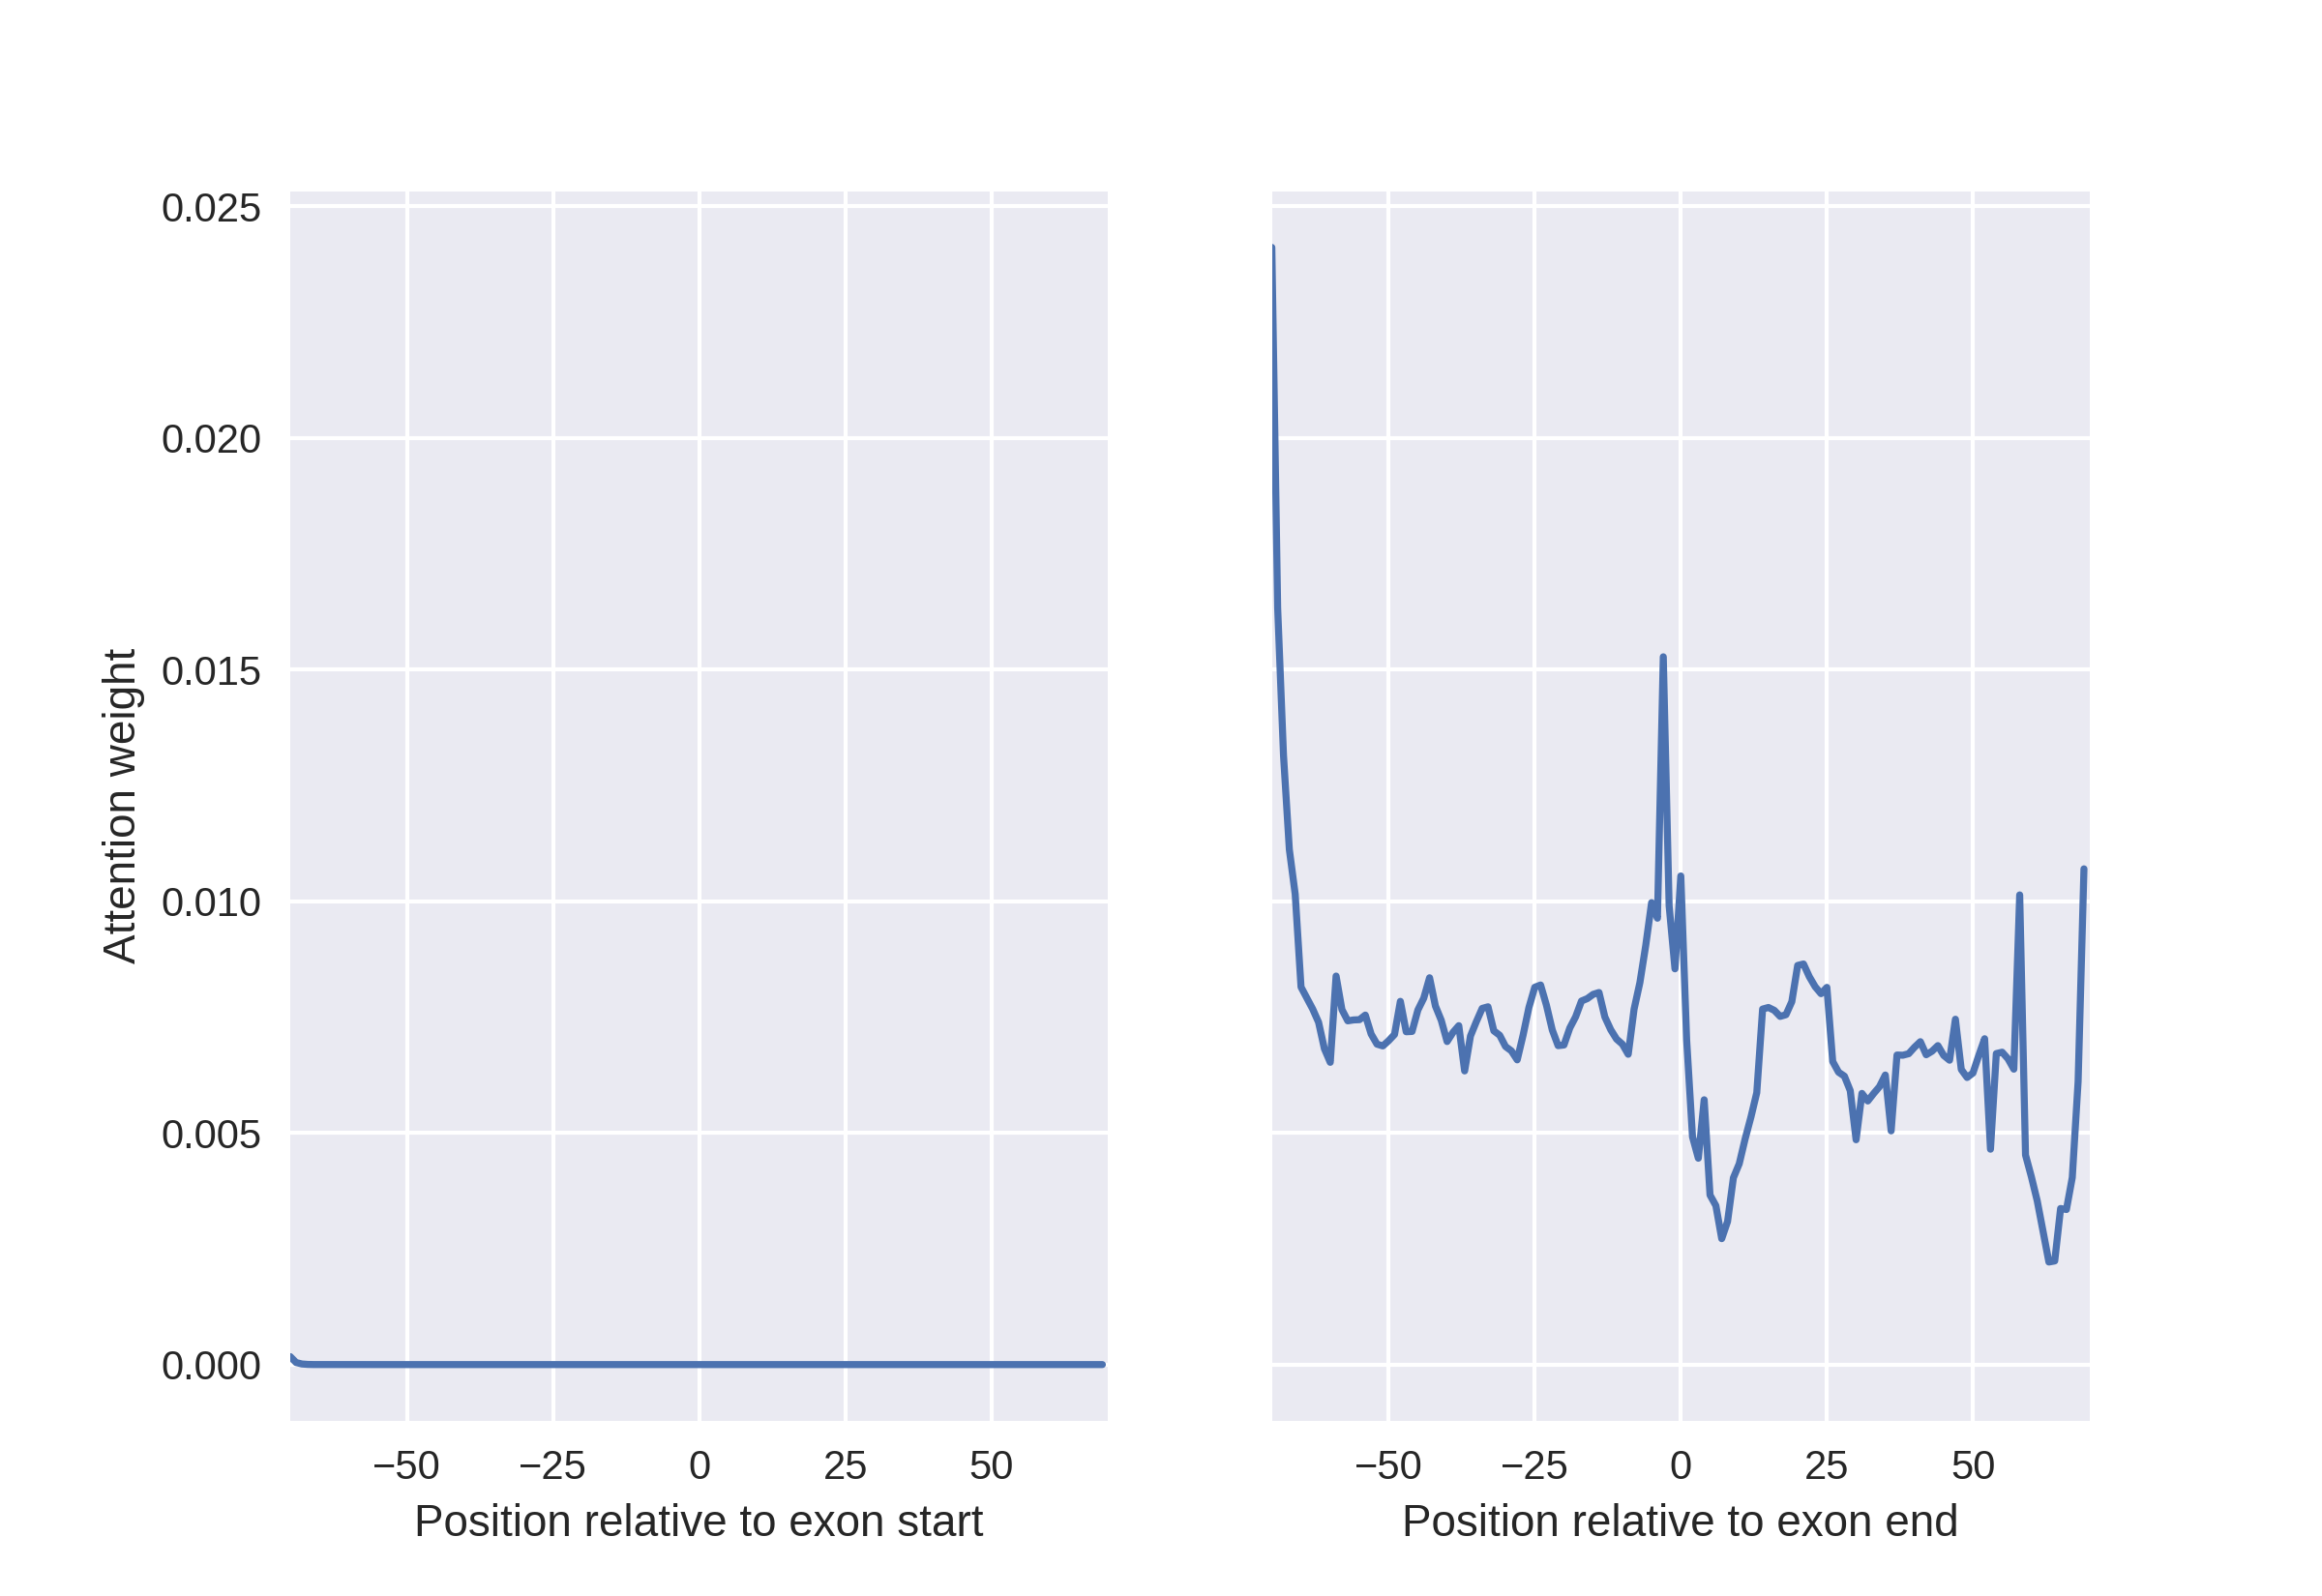 0.025
0.020
0.015
0.010
0.005
0.000
Attention weight
−50 −25 0 25 50
Position relative to exon start
−50 −25 0 25 50
Position relative to exon end